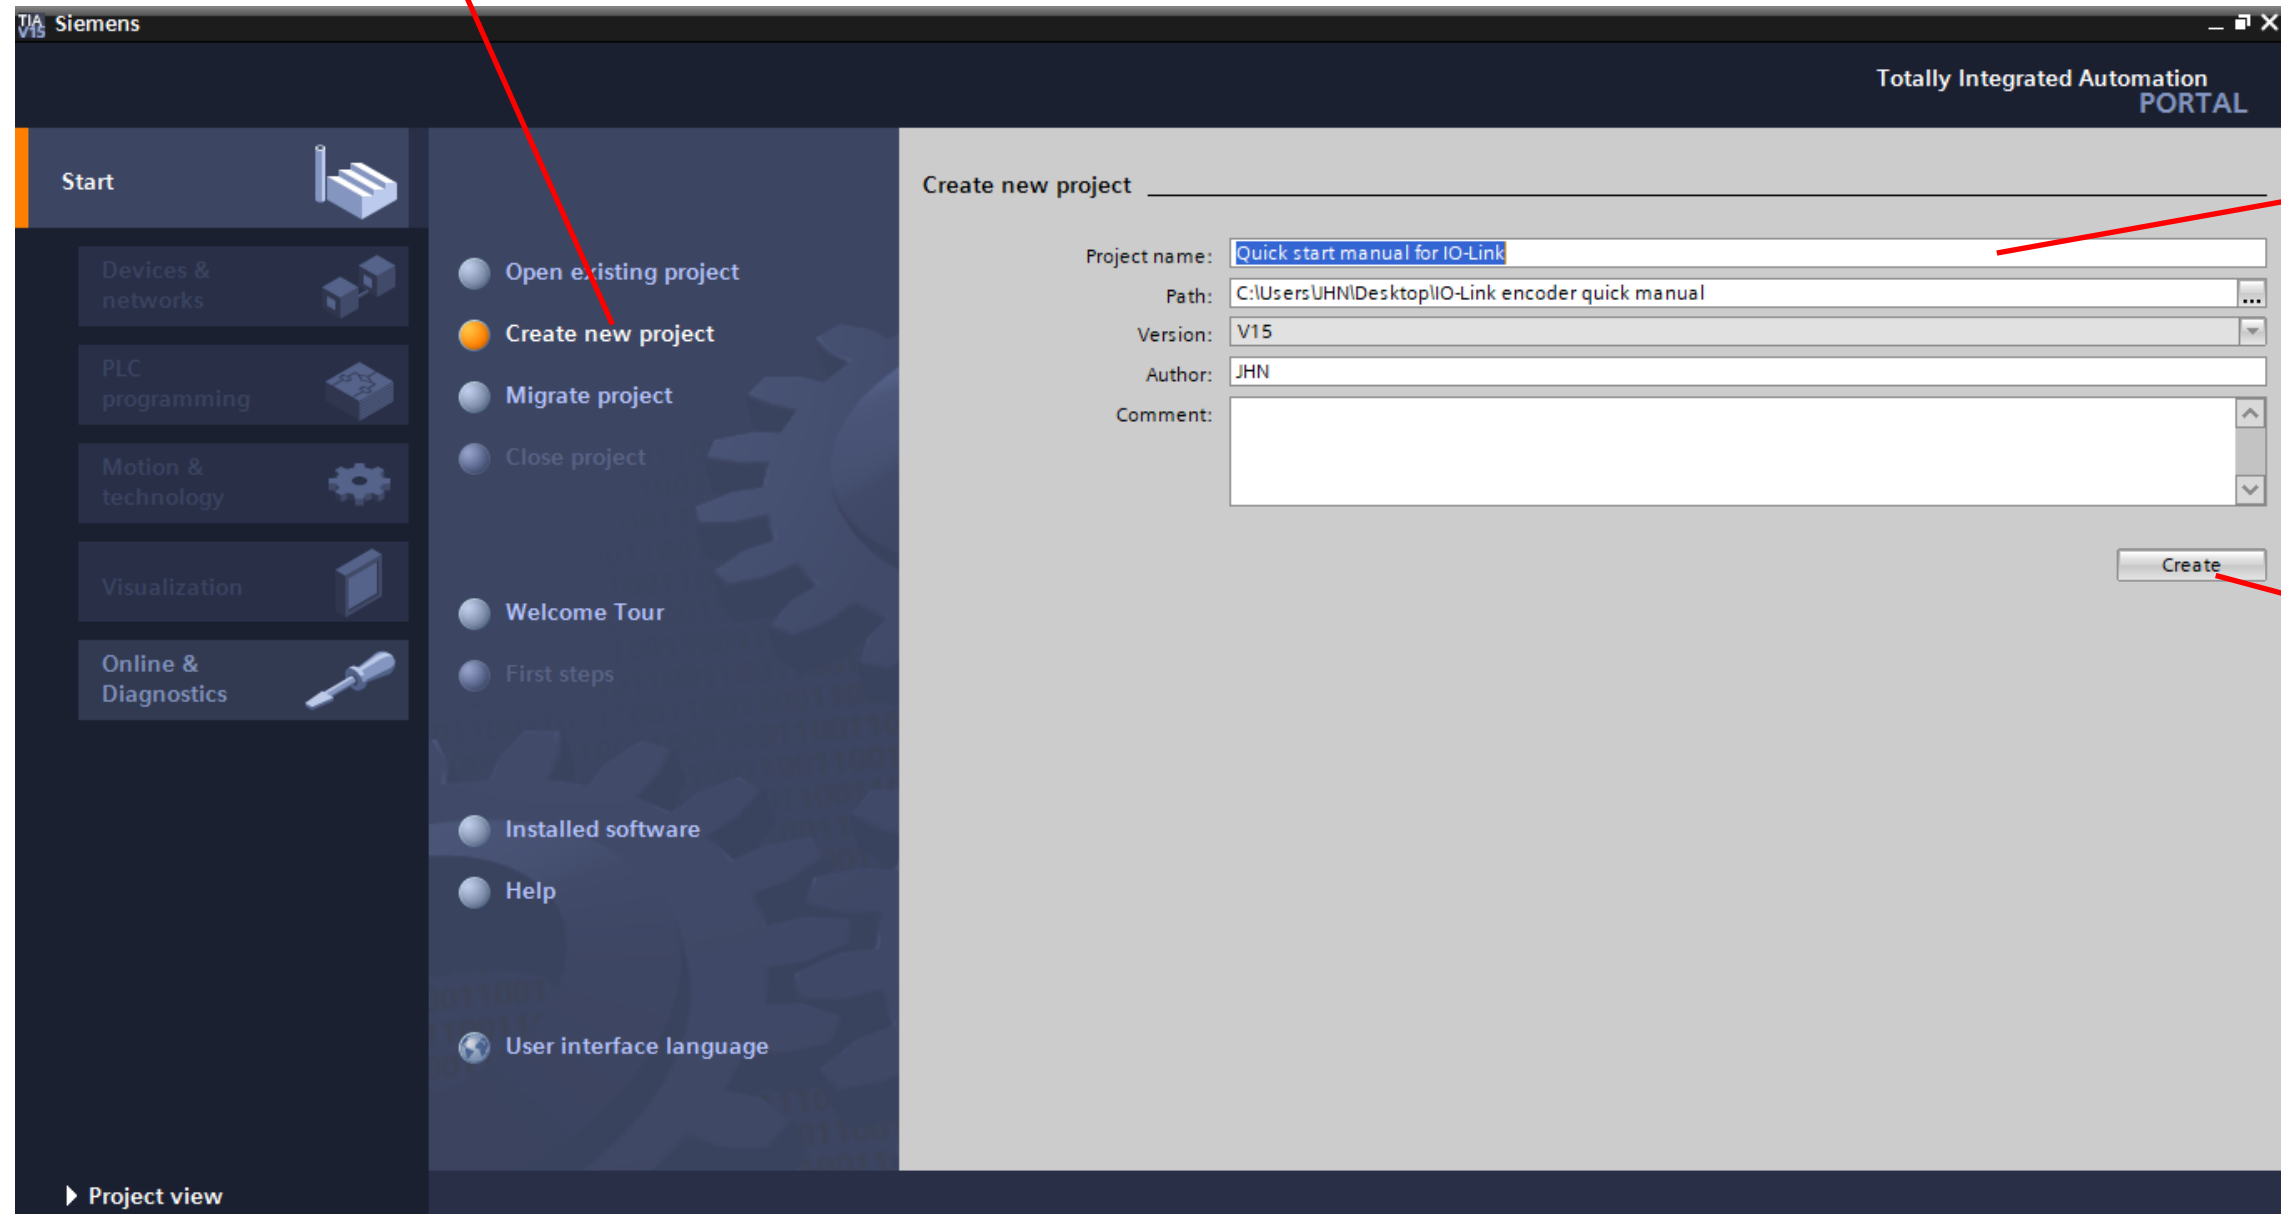 TIA
V15
Siemens
Totally Integrated Automation
PORTAL
Start
Devices &
networks
PLC
programming
Motion &
technology
Visualization
Online &
Diagnostics
Open existing project
Create new project
Migrate project
Close project
Welcome Tour
First steps
Installed software
Help
User interface language
Create new project
Project name: Quick start manual for IO-Link
Path: C:\Users\JHN\Desktop\IO-Link encoder quick manual
...
Version: V15
Author: JHN
Comment:
Create
Project view